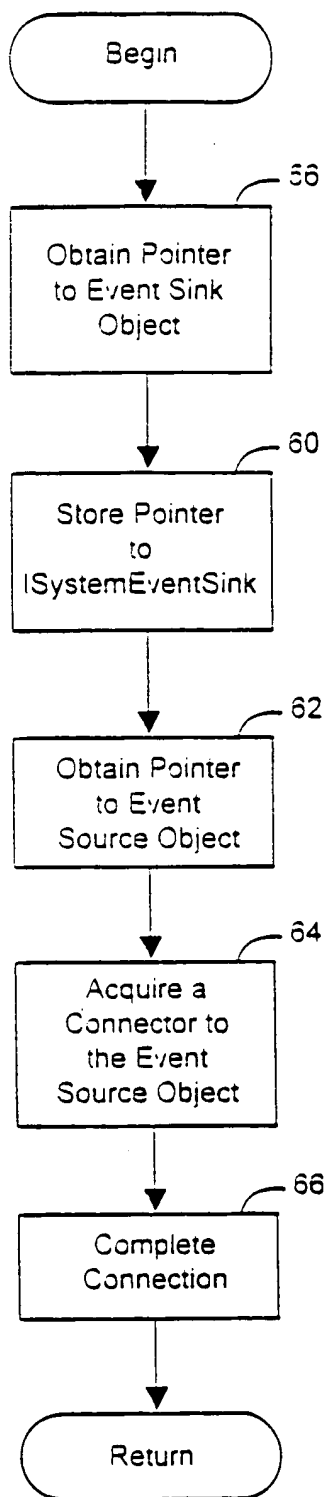 Begin
66
Obtain Pointer
to Event Sink
Object
60
Store Pointer
to
ISystemEventSink
62
Obtain Pointer
to Event
Source Object
64
Acquire a
Connector to
the Event
Source Object
66
Complete
Connection
Return